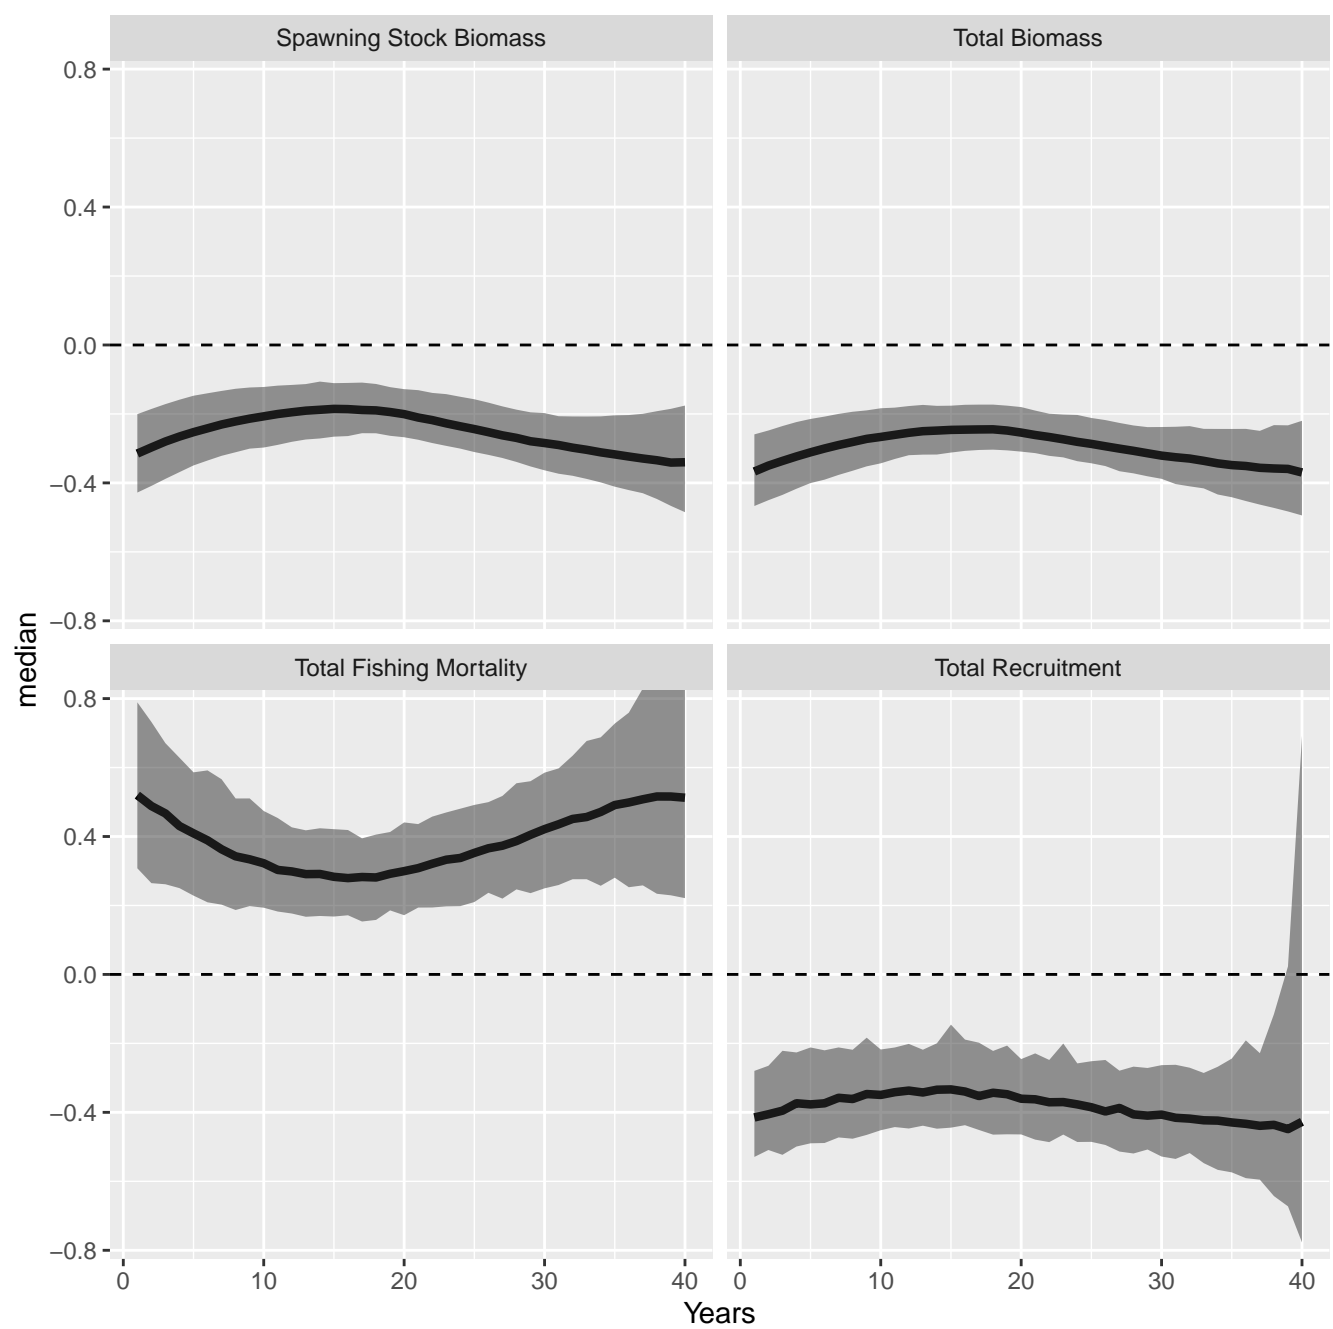 Spawning Stock Biomass
Total Biomass
0.8
0.4
0.0
−0.4
−0.8
Total Fishing Mortality
Total Recruitment
0.8
0.4
0.0
−0.4
−0.8
0 10 20 30 40
0 10 20 30 40
Years
median